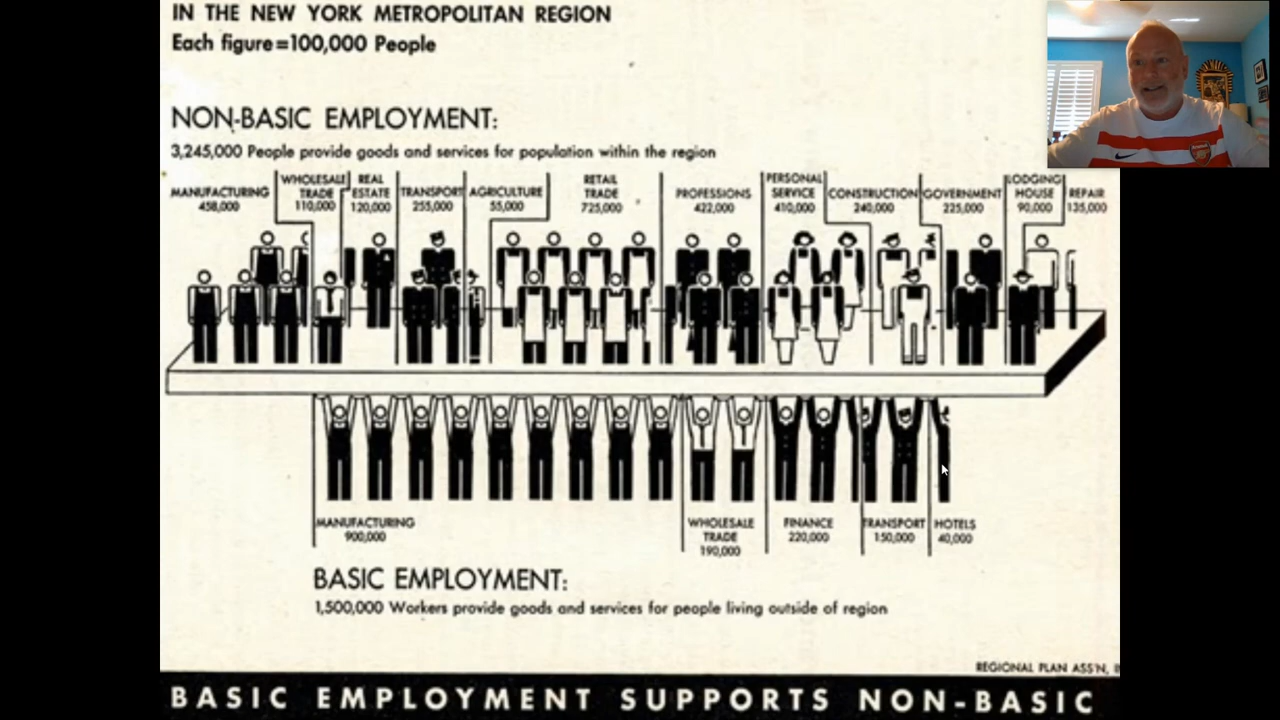 IN THE NEW YORK METROPOLITAN REGION
Each figure=100,000 People
NON-BASIC EMPLOYMENT:
3,245,000 People provide goods and services for population within the region
MANUFACTURING
458,000
WHOLESALE
TRADE
110,000
REAL
ESTATE
120,000
TRANSPORT
255,000
AGRICULTURE
55,000
RETAIL
TRADE
725,000
PROFESSIONS
422,000
PERSONAL
SERVICE
410,000
CONSTRUCTION
240,000
GOVERNMENT
225,000
LODGING
HOUSE
90,000
REPAIR
135,000
MANUFACTURING
900,000
WHOLESALE
TRADE
190,000
FINANCE
220,000
TRANSPORT
150,000
HOTELS
40,000
BASIC EMPLOYMENT:
1,500,000 Workers provide goods and services for people living outside of region
REGIONAL PLAN ASS'N,
BASIC EMPLOYMENT SUPPORTS NON-BASIC